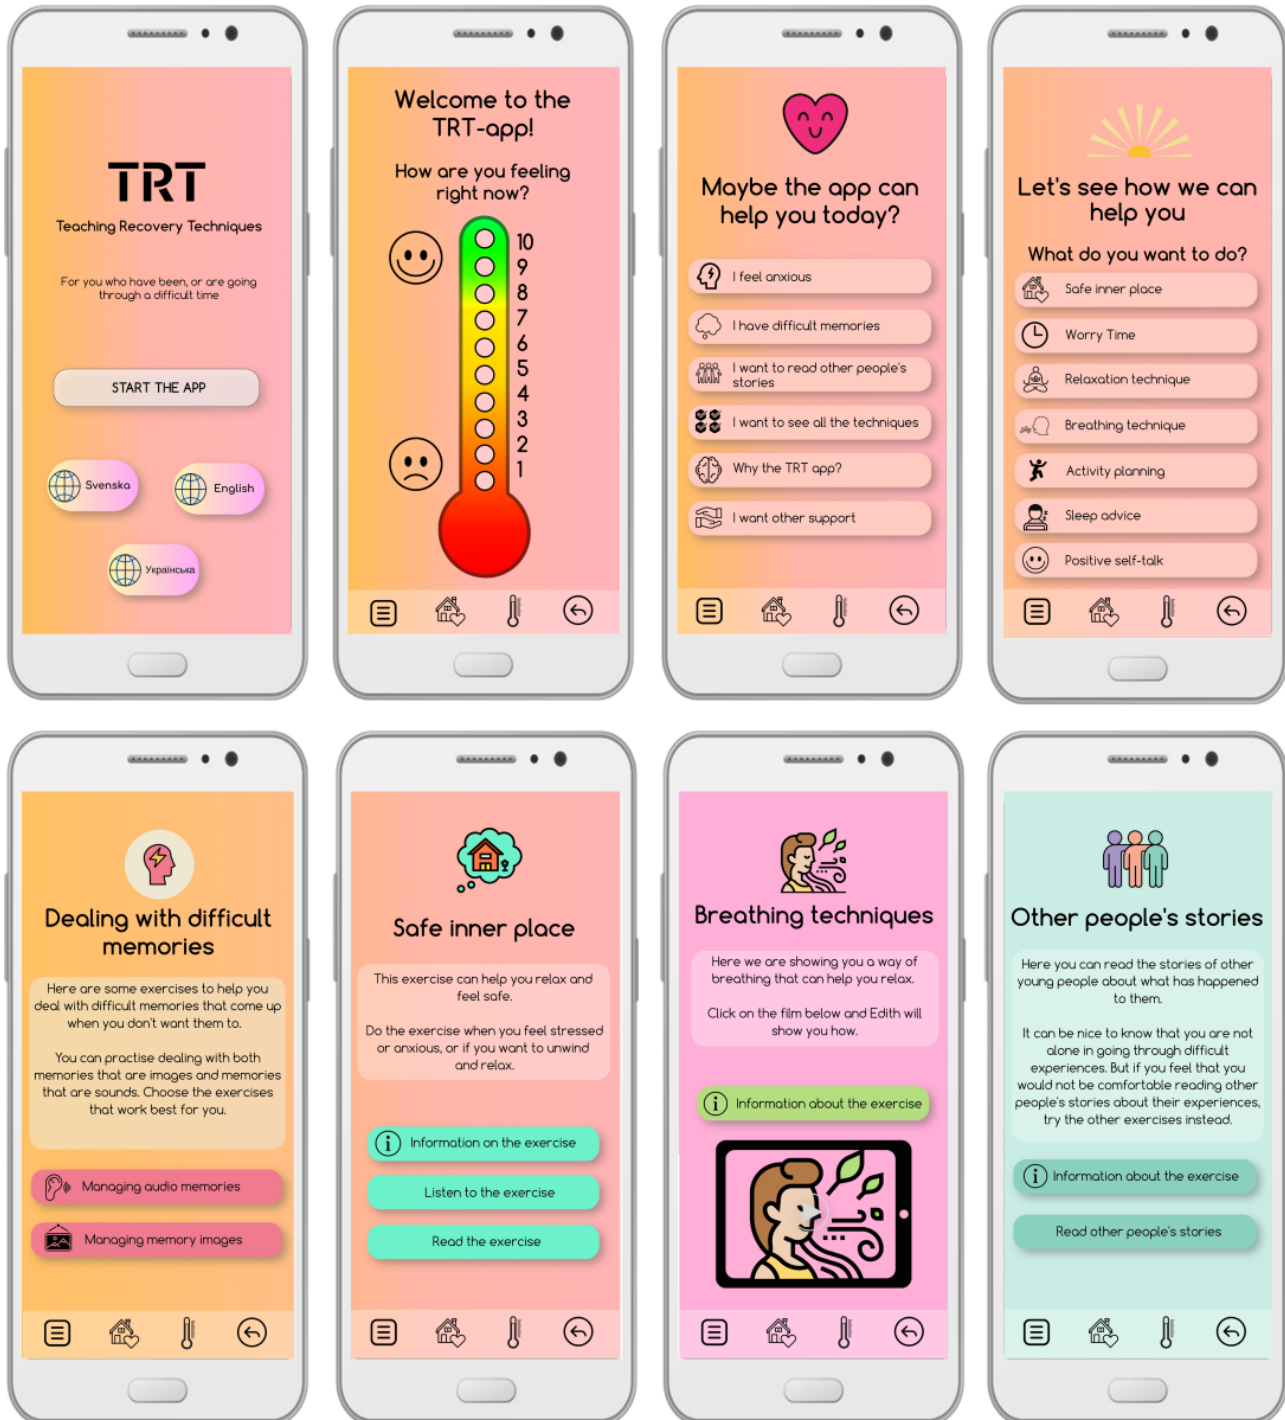 TRT
Teaching Recovery Techniques
For you who have been, or are going
through a difficult time
START THE APP
Svenska
English
Українська
Welcome to the
TRT-app!
How are you feeling
right now?
10
9
8
7
6
5
4
3
2
1
Maybe the app can
help you today?
I feel anxious
I have difficult memories
I want to read other people's
stories
I want to see all the techniques
Why the TRT app?
I want other support
Let's see how we can
help you
What do you want to do?
Safe inner place
Worry Time
Relaxation technique
Breathing technique
Activity planning
Sleep advice
Positive self-talk
Dealing with difficult
memories
Here are some exercises to help you
deal with difficult memories that come up
when you don't want them to.
You can practise dealing with both
memories that are images and memories
that are sounds. Choose the exercises
that work best for you.
Managing audio memories
Managing memory images
Safe inner place
This exercise can help you relax and
feel safe.
Do the exercise when you feel stressed
or anxious, or if you want to unwind
and relax.
Information on the exercise
Listen to the exercise
Read the exercise
Breathing techniques
Here we are showing you a way of
breathing that can help you relax.
Click on the film below and Edith will
show you how.
Information about the exercise
Other people's stories
Here you can read the stories of other
young people about what has happened
to them.
It can be nice to know that you are not
alone in going through difficult
experiences. But if you feel that you
would not be comfortable reading other
people's stories about their experiences,
try the other exercises instead.
Information about the exercise
Read other people's stories